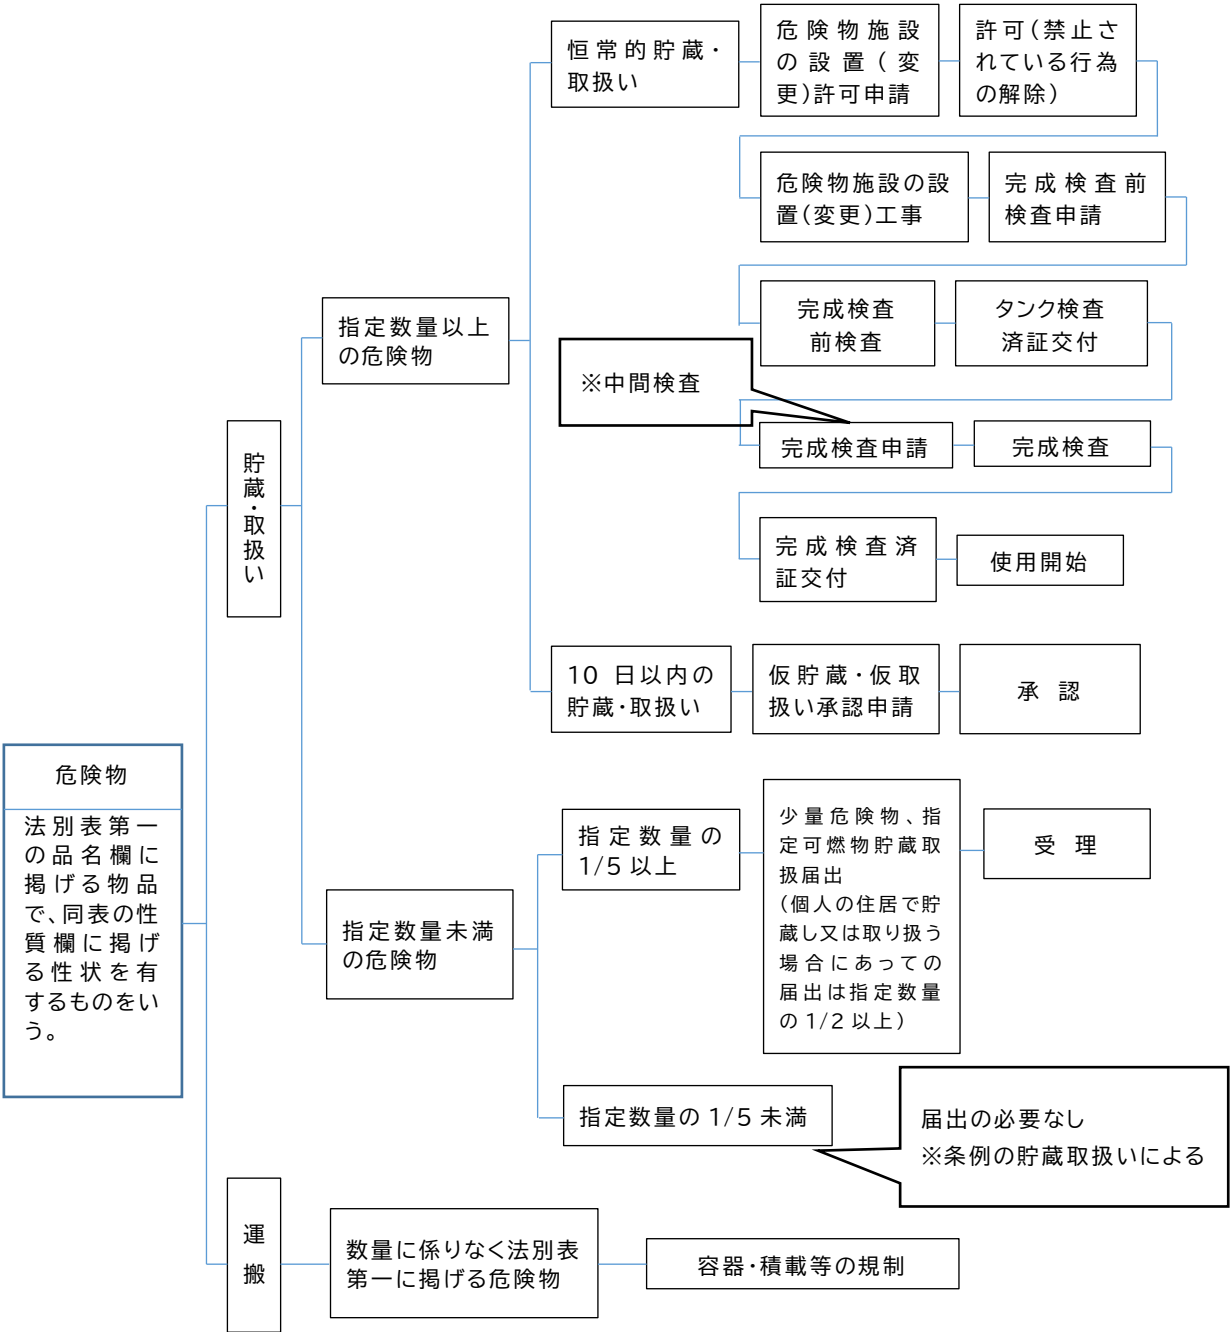 恒常的貯蔵・
取扱い
危険物施設
の設置(変
更)許可申請
許可(禁止さ
れている行為
の解除)
危険物施設の設
置(変更)工事
完成検査前
検査申請
完成検査
前検査
タンク検査
済証交付
※中間検査
完成検査申請
完成検査
完成検査済
証交付
使用開始
指定数量以上
の危険物
貯蔵・取扱い
10 日以内の
貯蔵・取扱い
仮貯蔵・仮取
扱い承認申請
承 認
危険物
法別表第一
の品名欄に
掲げる物品
で、同表の性
質欄に掲げ
る性状を有
するものをい
う。
指定数量未満
の危険物
指定数量の
1/5 以上
少量危険物、指
定可燃物貯蔵取
扱届出
(個人の住居で貯
蔵し又は取り扱う
場合にあっての
届出は指定数量
の 1/2 以上)
受 理
指定数量の 1/5 未満
届出の必要なし
※条例の貯蔵取扱いによる
運搬
数量に係りなく法別表
第一に掲げる危険物
容器・積載等の規制